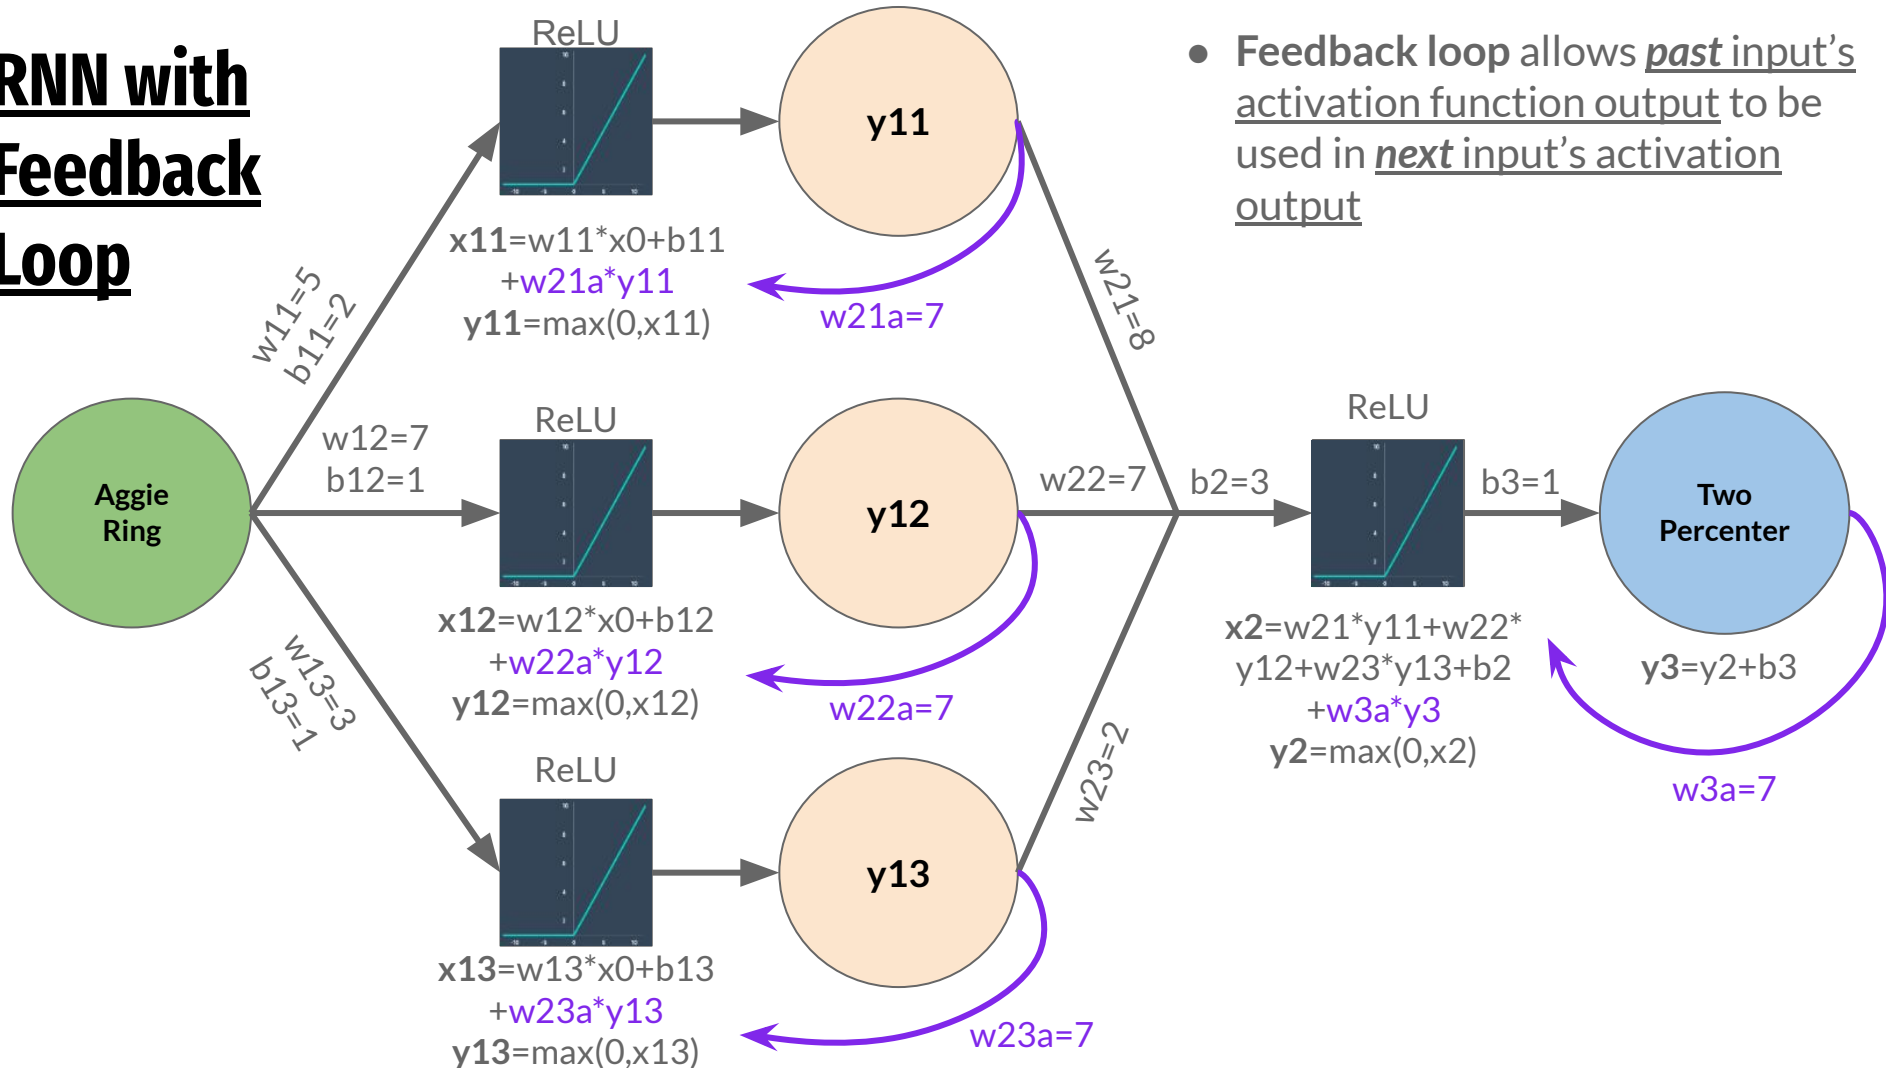 RNN with
Feedback
Loop
ReLU
y11
● Feedback loop allows past input's
activation function output to be
used in next input's activation
output
x11=w11*x0+b11
+w21a*y11
y11=max(0,x11)
w21a=7
w11=5
b11=2
w21=8
Aggie
Ring
w12=7
b12=1
ReLU
y12
w22=7
b2=3
ReLU
b3=1
Two
Percenter
x12=w12*x0+b12
+w22a*y12
y12=max(0,x12)
w22a=7
x2=w21*y11+w22*
y12+w23*y13+b2
+w3a*y3
y2=max(0,x2)
y3=y2+b3
w3a=7
w13=3
b13=1
w23=2
ReLU
y13
x13=w13*x0+b13
+w23a*y13
y13=max(0,x13)
w23a=7